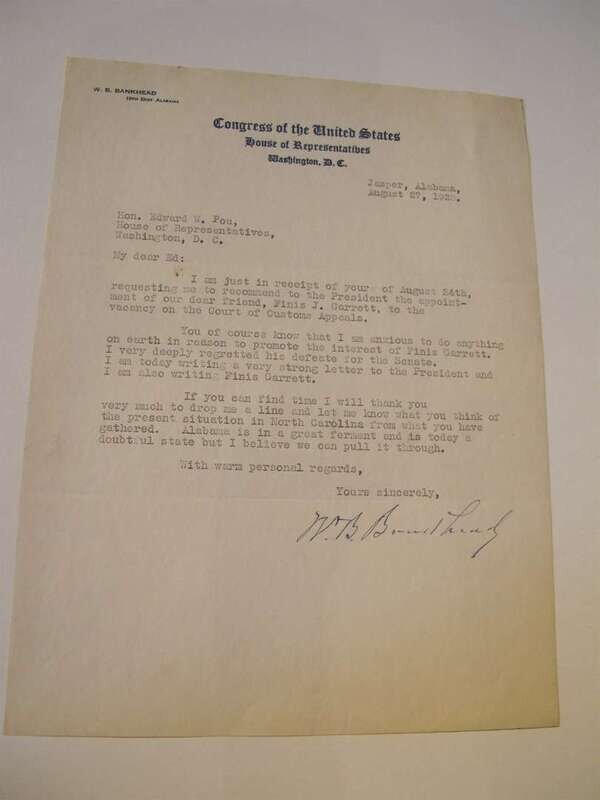 W. B. BANKHEAD
10TH DIST. ALABAMA
Congress of the United States
House of Representatives
Washington, D. C.
Jasper, Alabama,
August 27, 1928.
Hon. Edward W. Pou,
House of Representatives,
Washington, D. C.
My dear Ed:
I am just in receipt of yours of August 24th,
requesting me to recommend to the President the appoint-
ment of our dear friend, Finis J. Garrett, to the
vacancy on the Court of Customs Appeals.
You of course know that I am anxious to do anything
on earth in reason to promote the interest of Finis Garrett.
I very deeply regretted his defeate for the Senate.
I am today writing a very strong letter to the President and
I am also writing Finis Garrett.
If you can find time I will thank you
very much to drop me a line and let me know what you think of
the present situation in North Carolina from what you have
gathered. Alabama is in a great ferment and is today a
doubtful state but I believe we can pull it through.
With warm personal regards,
Yours sincerely,
W. B. Bankhead